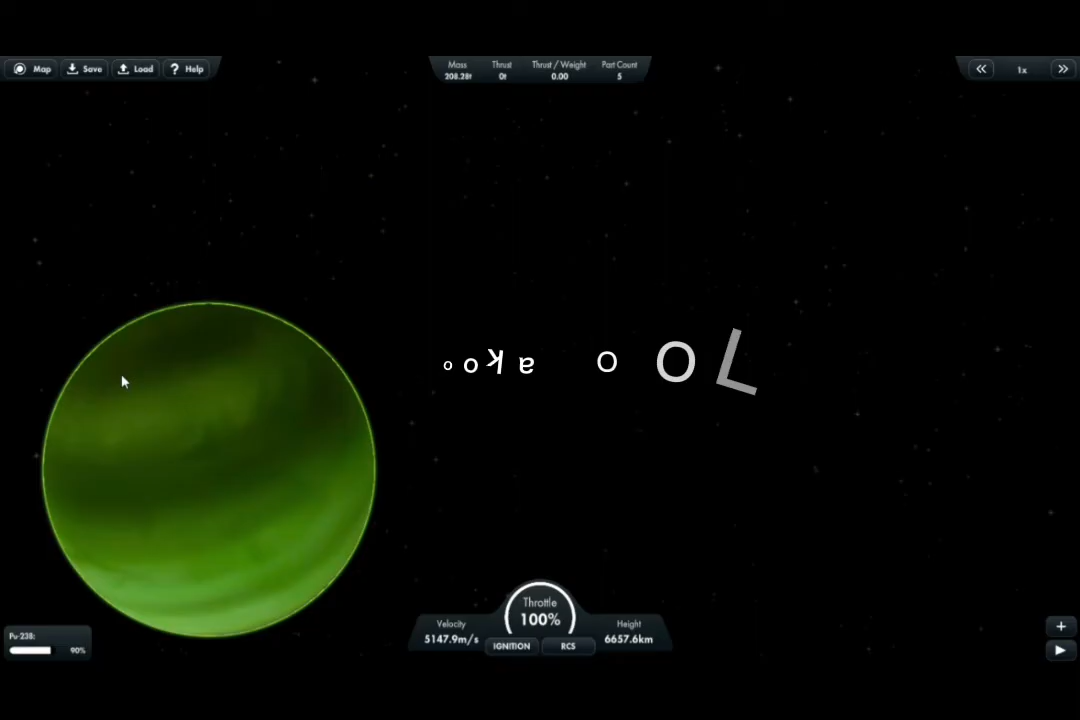 Map Save Load ? Help
Mass Thrust Thrust / Weight Part Count
208.28t 0t 0.00 5
1x
o o k a o O L
Throttle
100%
Velocity Height
5147.9m/s 6657.6km
IGNITION RCS
Pu-238:
90%